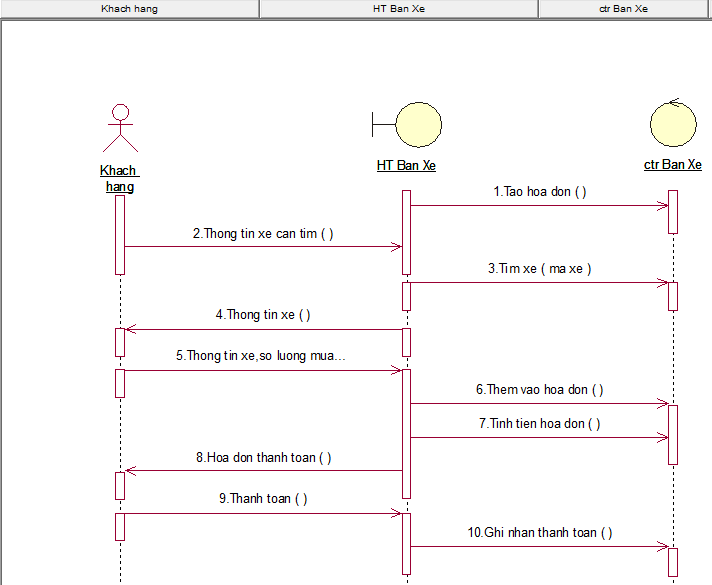 Khach hang HT Ban Xe ctr Ban Xe
Khach
hang
HT Ban Xe
ctr Ban Xe
1.Tao hoa don ( )
2.Thong tin xe can tim ( )
3.Tim xe ( ma xe )
4.Thong tin xe ( )
5.Thong tin xe,so luong mua...
6.Them vao hoa don ( )
7.Tinh tien hoa don ( )
8.Hoa don thanh toan ( )
9.Thanh toan ( )
10.Ghi nhan thanh toan ( )